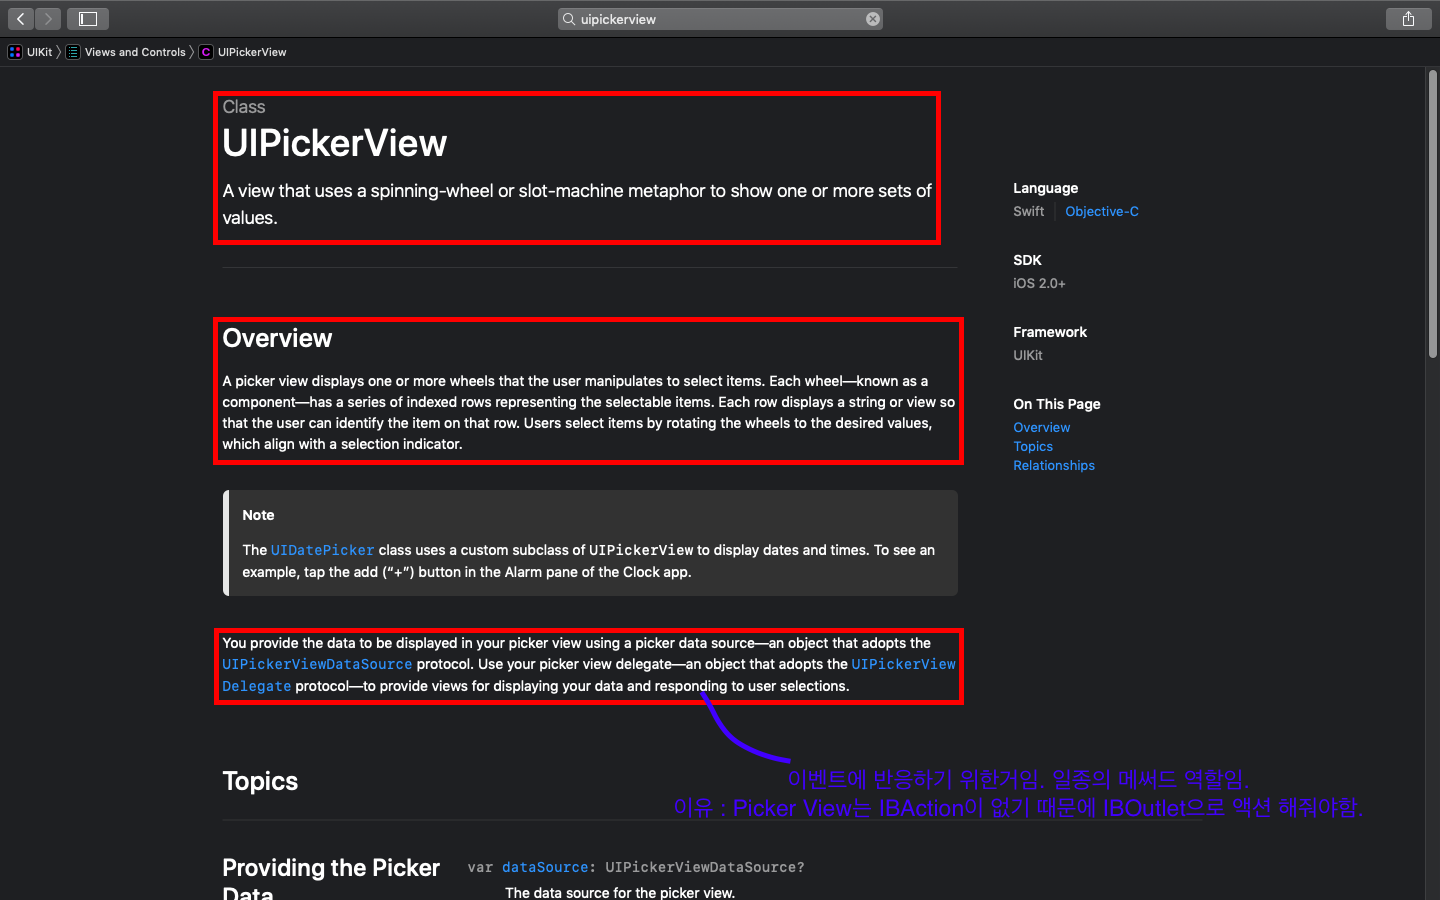 uipickerview
UIKit 〉 Views and Controls 〉 C UIPickerView
Class
UIPickerView
A view that uses a spinning-wheel or slot-machine metaphor to show one or more sets of
values.
Language
Swift Objective-C
SDK
iOS 2.0+
Framework
UIKit
On This Page
Overview
Topics
Relationships
Overview
A picker view displays one or more wheels that the user manipulates to select items. Each wheel—known as a
component—has a series of indexed rows representing the selectable items. Each row displays a string or view so
that the user can identify the item on that row. Users select items by rotating the wheels to the desired values,
which align with a selection indicator.
Note
The UIDatePicker class uses a custom subclass of UIPickerView to display dates and times. To see an
example, tap the add (“+”) button in the Alarm pane of the Clock app.
You provide the data to be displayed in your picker view using a picker data source—an object that adopts the
UIPickerViewDataSource protocol. Use your picker view delegate—an object that adopts the UIPickerView
Delegate protocol—to provide views for displaying your data and responding to user selections.
이벤트에 반응하기 위한거임. 일종의 메써드 역할임.
이유 : Picker View는 IBAction이 없기 때문에 IBOutlet으로 액션 해줘야함.
Topics
Providing the Picker
Data
var dataSource: UIPickerViewDataSource?
The data source for the picker view.